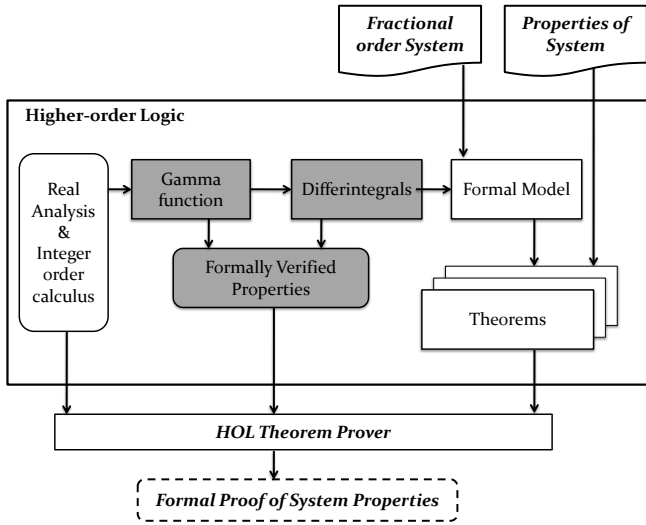 Fractional
order System
Properties of
System
Higher-order Logic
Real
Analysis
&
Integer
order
calculus
Gamma
function
Differintegrals
Formal Model
Formally Verified
Properties
Theorems
HOL Theorem Prover
Formal Proof of System Properties